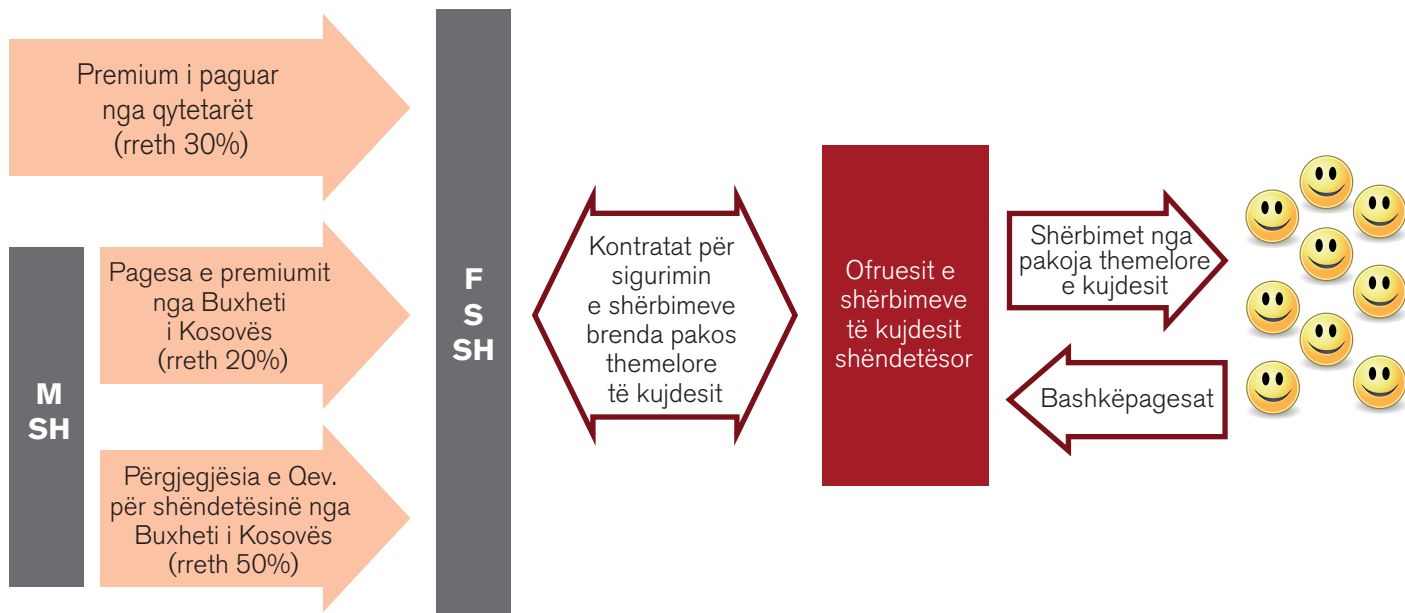 Premium i paguar
nga qytetarët
(rreth 30%)
M
SH
Pagesa e premiumit
nga Buxheti
i Kosovës
(rreth 20%)
Përgjegjësia e Qev.
për shëndetësinë nga
Buxheti i Kosovës
(rreth 50%)
F
S
SH
Kontratat për
sigurimin
e shërbimeve
brenda pakos
themelore
të kujdesit
Ofruesit e
shërbimeve
të kujdesit
shëndetësor
Shërbimet nga
pakoja themelore
e kujdesit
Bashkëpagesat